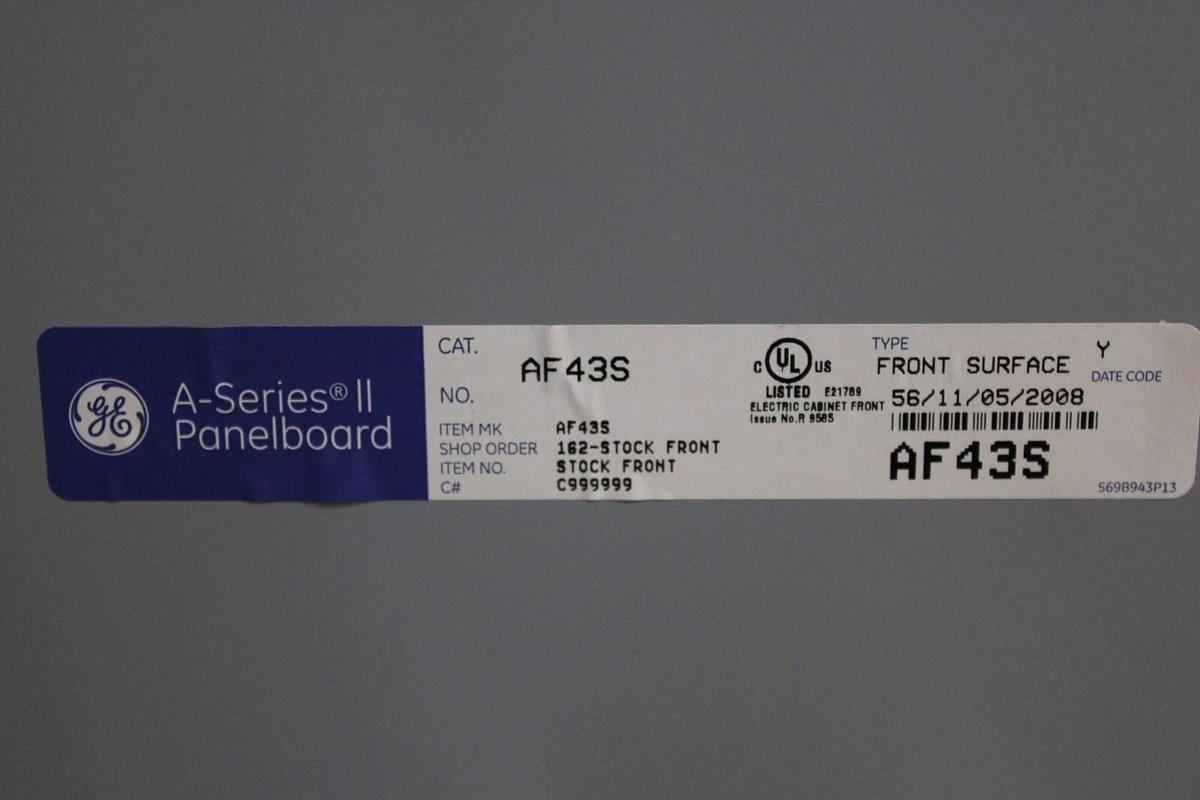 GE
A-Series® II
Panelboard
CAT.
NO.
AF43S
ITEM MK AF43S
SHOP ORDER 162-STOCK FRONT
ITEM NO. STOCK FRONT
C# C999999
C UL US
LISTED E21789
ELECTRIC CABINET FRONT
Issue No.R 9585
TYPE
FRONT SURFACE
Y
DATE CODE
56/11/05/2008
AF43S
569B943P13